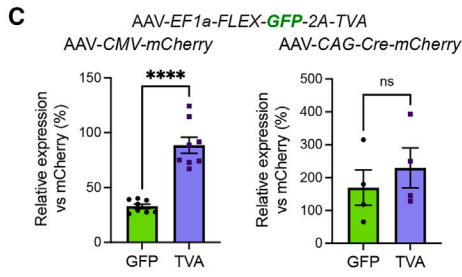 C
AAV-EF1a-FLEX-GFP-2A-TVA
AAV-CMV-mCherry
AAV-CAG-Cre-mCherry
Relative expression
vs mCherry (%)
150
100
50
0
****
GFP
TVA
Relative expression
vs mCherry (%)
500
400
300
200
100
0
ns
GFP
TVA